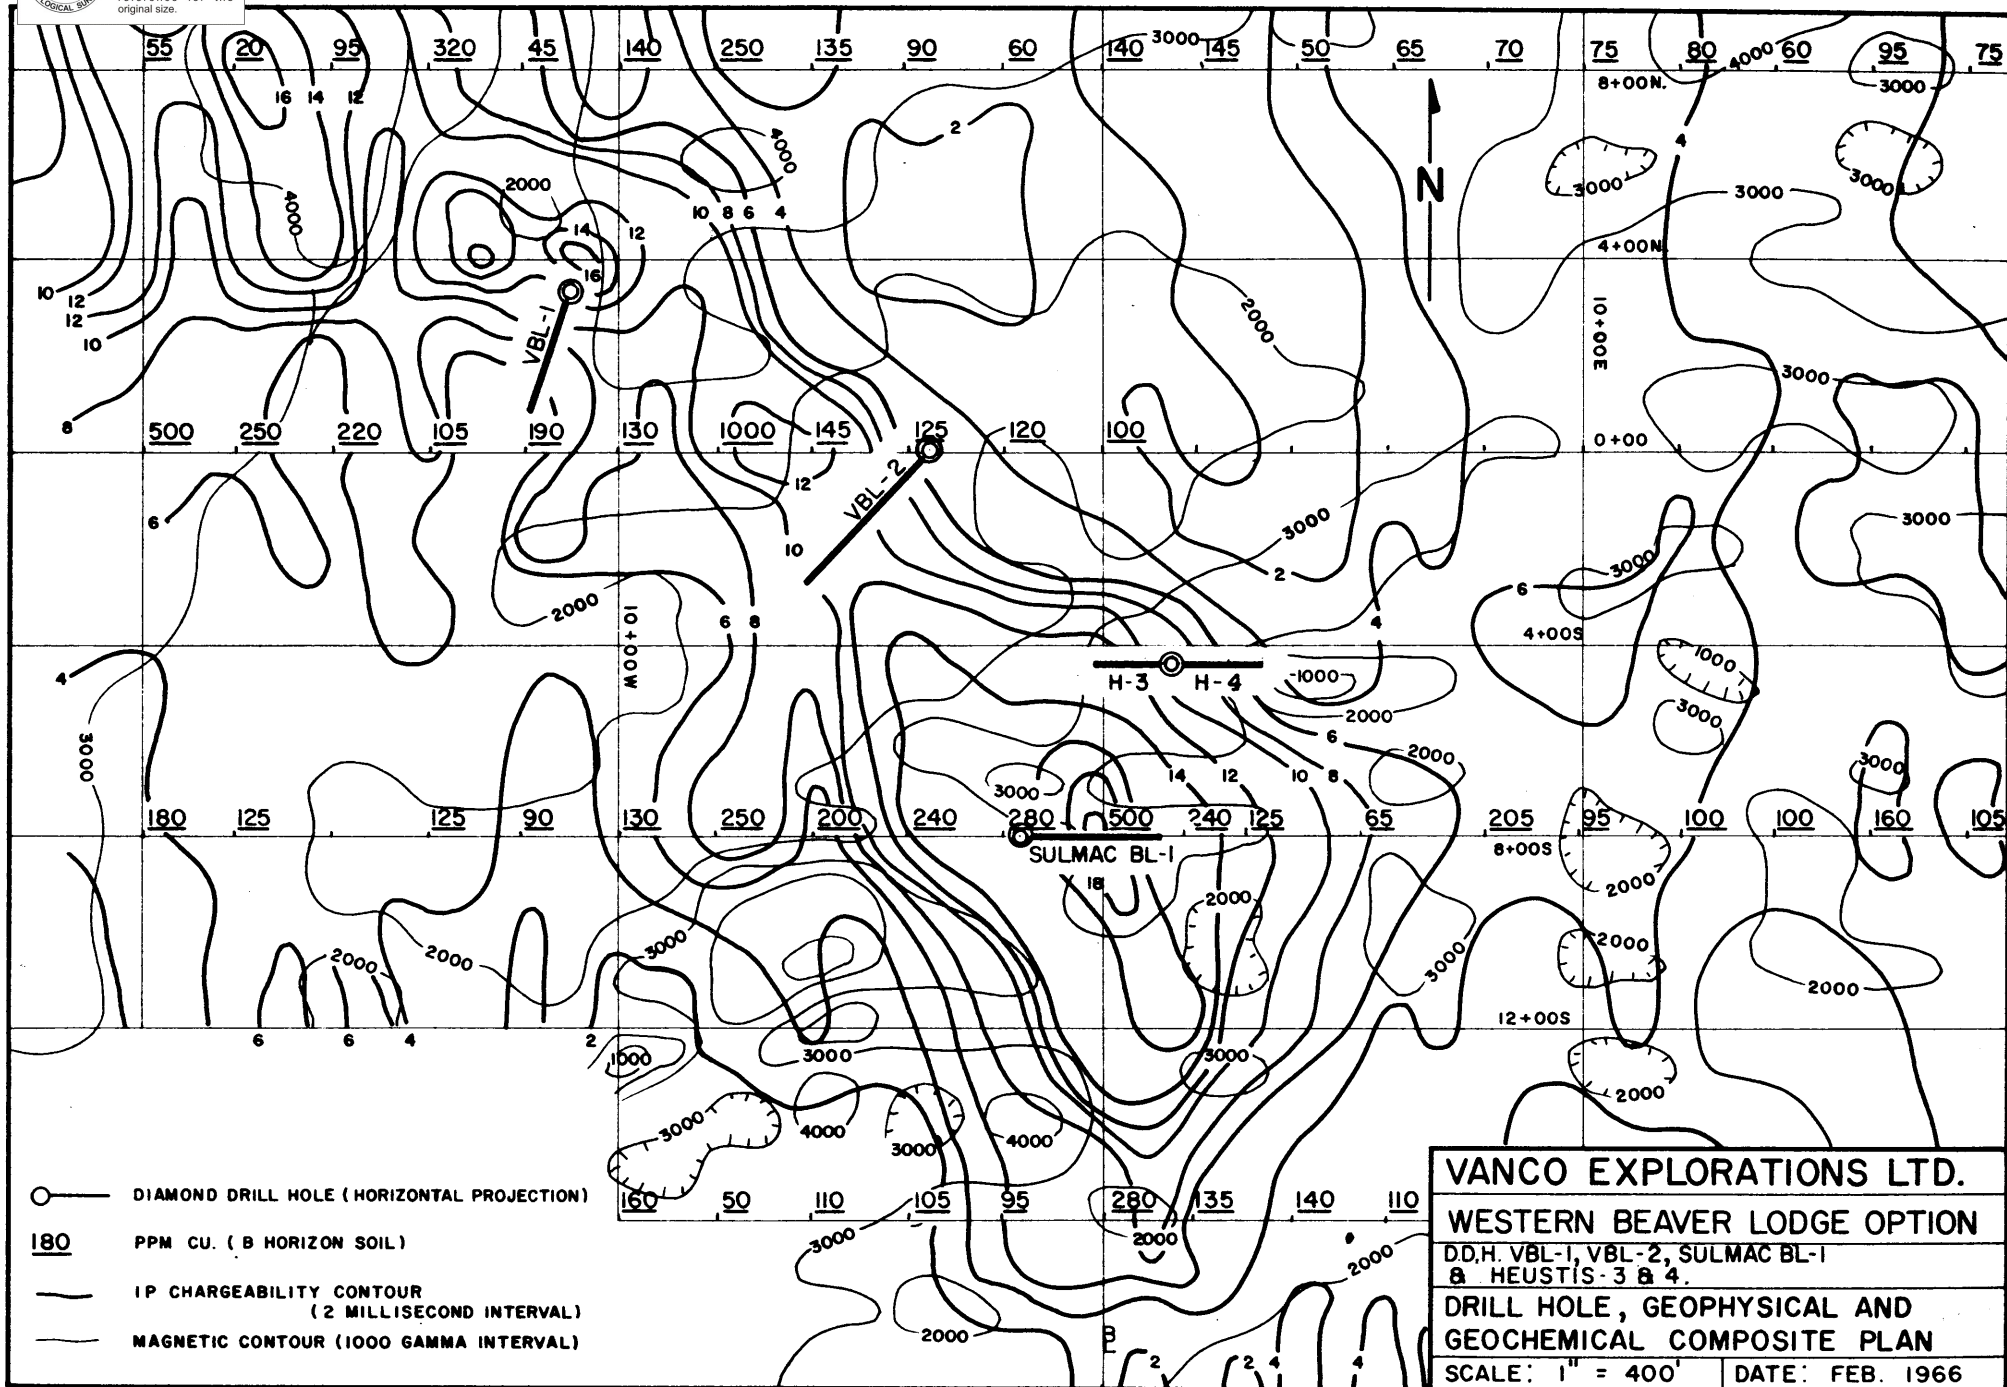 LOGICAL SUR
reference for the
original size.
55 20 95 320 45 140 250 135 90 60 140 145 50 65 70 75 80 60 95 75
3000
4000
8+00N.
3000
16 14 12
4000
2
4
3000
3000
3000
N
2000
4000
10 8 6 4
14
12
16
4+00N.
10
12
12
10
VBL-1
2000
10+00E
3000
8
500 250 220 105 190 130 1000 145 125 120 100
0+00
12
VBL-2
6
10
3000
3000
2
3000
6
2000
10+00W
6 8
4
4+00S
1000
4
H-3 H-4
1000
2000
3000
6
2000
3000
14 12 10 8
3000
3000
180 125 125 90 130 250 200 240 280 500 240 125 65 205 95 100 100 160 105
SULMAC BL-1
8+00S
18
2000
2000
3000
2000
2000
2000
3000
2000
12+00S
6 6 4 2
1000
3000
3000
2000
3000
4000
3000
4000
160 50 110 105 95 280 135 140 110
3000
2000
2000
2000
BL
2 2 4 4
DIAMOND DRILL HOLE (HORIZONTAL PROJECTION)
180 PPM CU. (B HORIZON SOIL)
IP CHARGEABILITY CONTOUR
(2 MILLISECOND INTERVAL)
MAGNETIC CONTOUR (1000 GAMMA INTERVAL)
VANCO EXPLORATIONS LTD.
WESTERN BEAVER LODGE OPTION
D.D.H. VBL-1, VBL-2, SULMAC BL-1
& HEUSTIS-3 & 4.
DRILL HOLE, GEOPHYSICAL AND
GEOCHEMICAL COMPOSITE PLAN
SCALE: 1" = 400' DATE: FEB. 1966